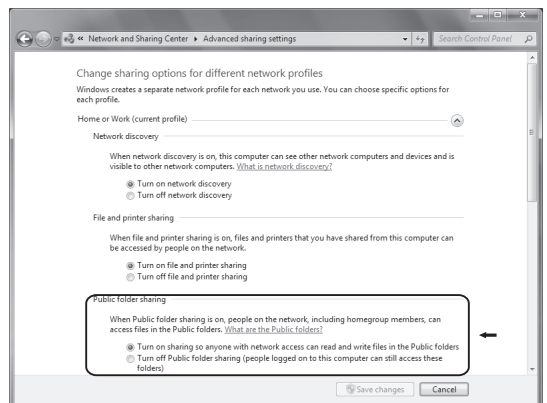 « Network and Sharing Center ▸ Advanced sharing settings
Search Control Panel
Change sharing options for different network profiles
Windows creates a separate network profile for each network you use. You can choose specific options for
each profile.
Home or Work (current profile)
Network discovery
When network discovery is on, this computer can see other network computers and devices and is
visible to other network computers. What is network discovery?
Turn on network discovery
Turn off network discovery
File and printer sharing
When file and printer sharing is on, files and printers that you have shared from this computer can
be accessed by people on the network.
Turn on file and printer sharing
Turn off file and printer sharing
Public folder sharing
When Public folder sharing is on, people on the network, including homegroup members, can
access files in the Public folders. What are the Public folders?
Turn on sharing so anyone with network access can read and write files in the Public folders
Turn off Public folder sharing (people logged on to this computer can still access these
folders)
Save changes
Cancel